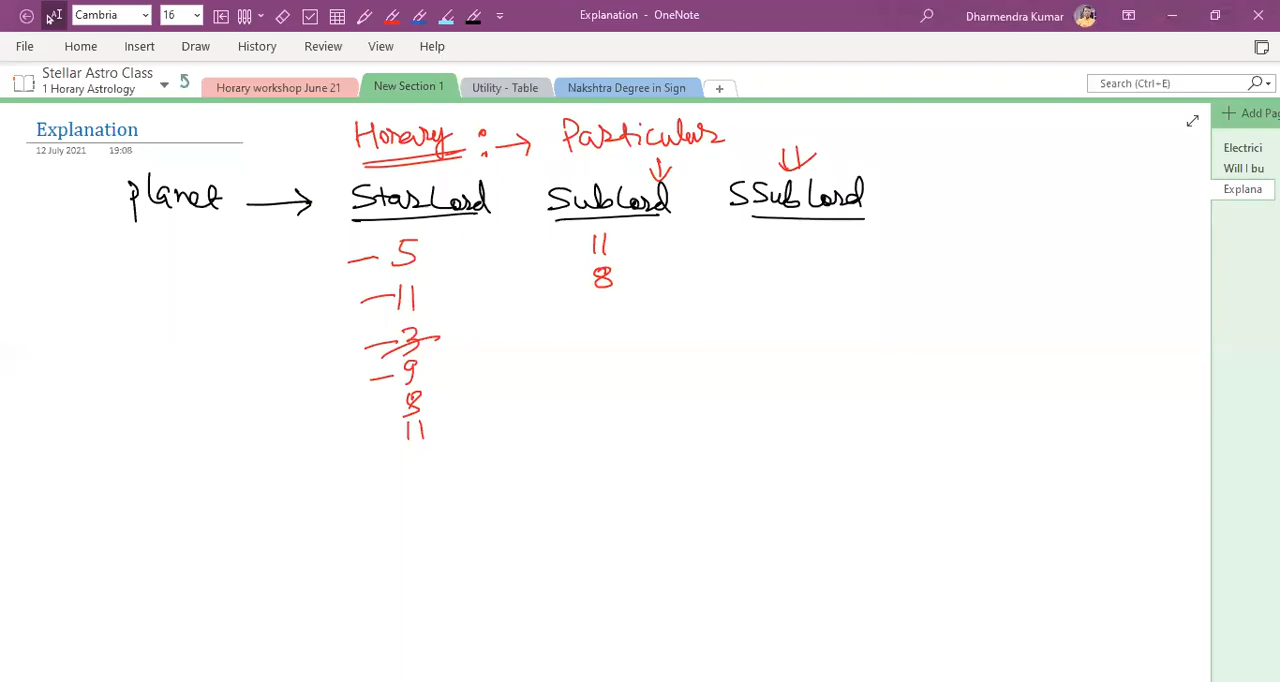 Cambria 16 Explanation - OneNote Dharmendra Kumar
File Home Insert Draw History Review View Help
Stellar Astro Class
1 Horary Astrology
Horary workshop June 21 New Section 1 Utility - Table Nakshtra Degree in Sign + Search (Ctrl+E)
Explanation
12 July 2021 19:08
+ Add Pag
Electrici
Will I bu
Explana
Horary :→ Particular
Planet → StarLord SubLord SSubLord
- 5 11
- 11 8
- 3
- 9
8
11